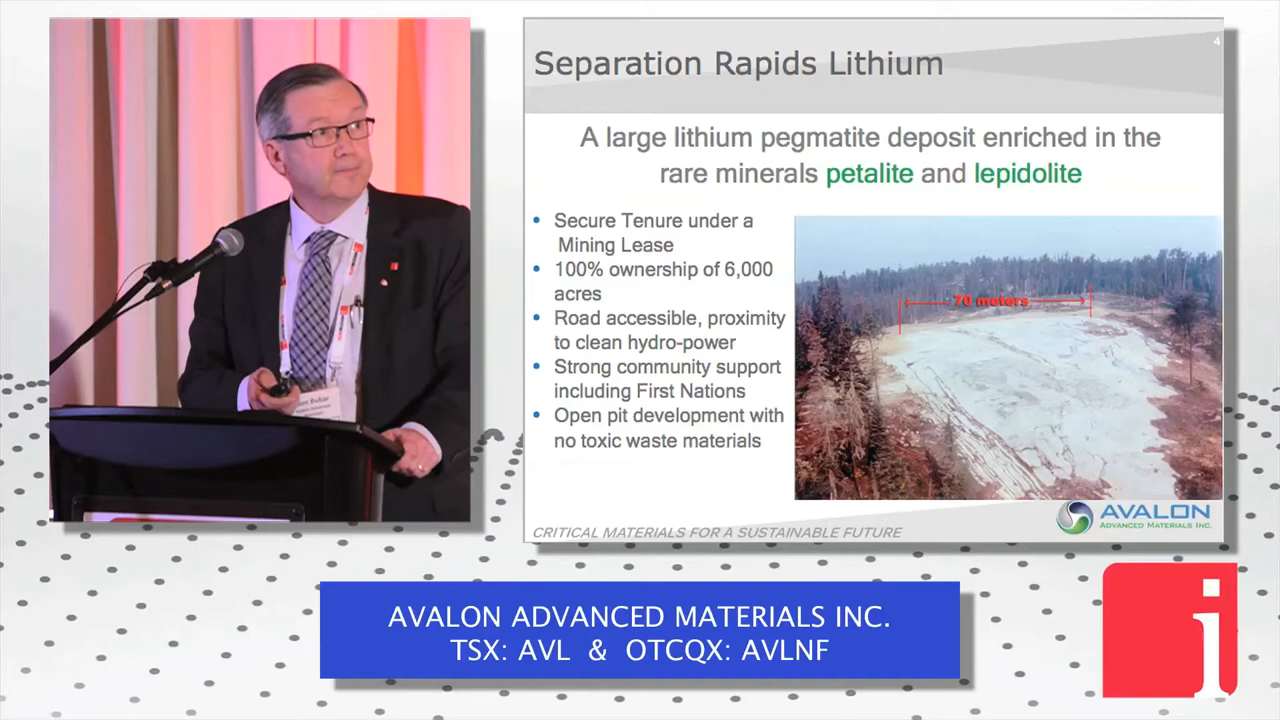 4
Separation Rapids Lithium
A large lithium pegmatite deposit enriched in the
rare minerals petalite and lepidolite
• Secure Tenure under a
Mining Lease
• 100% ownership of 6,000
acres
• Road accessible, proximity
to clean hydro-power
• Strong community support
including First Nations
• Open pit development with
no toxic waste materials
70 meters
AVALON
ADVANCED MATERIALS INC.
CRITICAL MATERIALS FOR A SUSTAINABLE FUTURE
Bubar
AVALON ADVANCED MATERIALS INC.
TSX: AVL & OTCQX: AVLNF
i